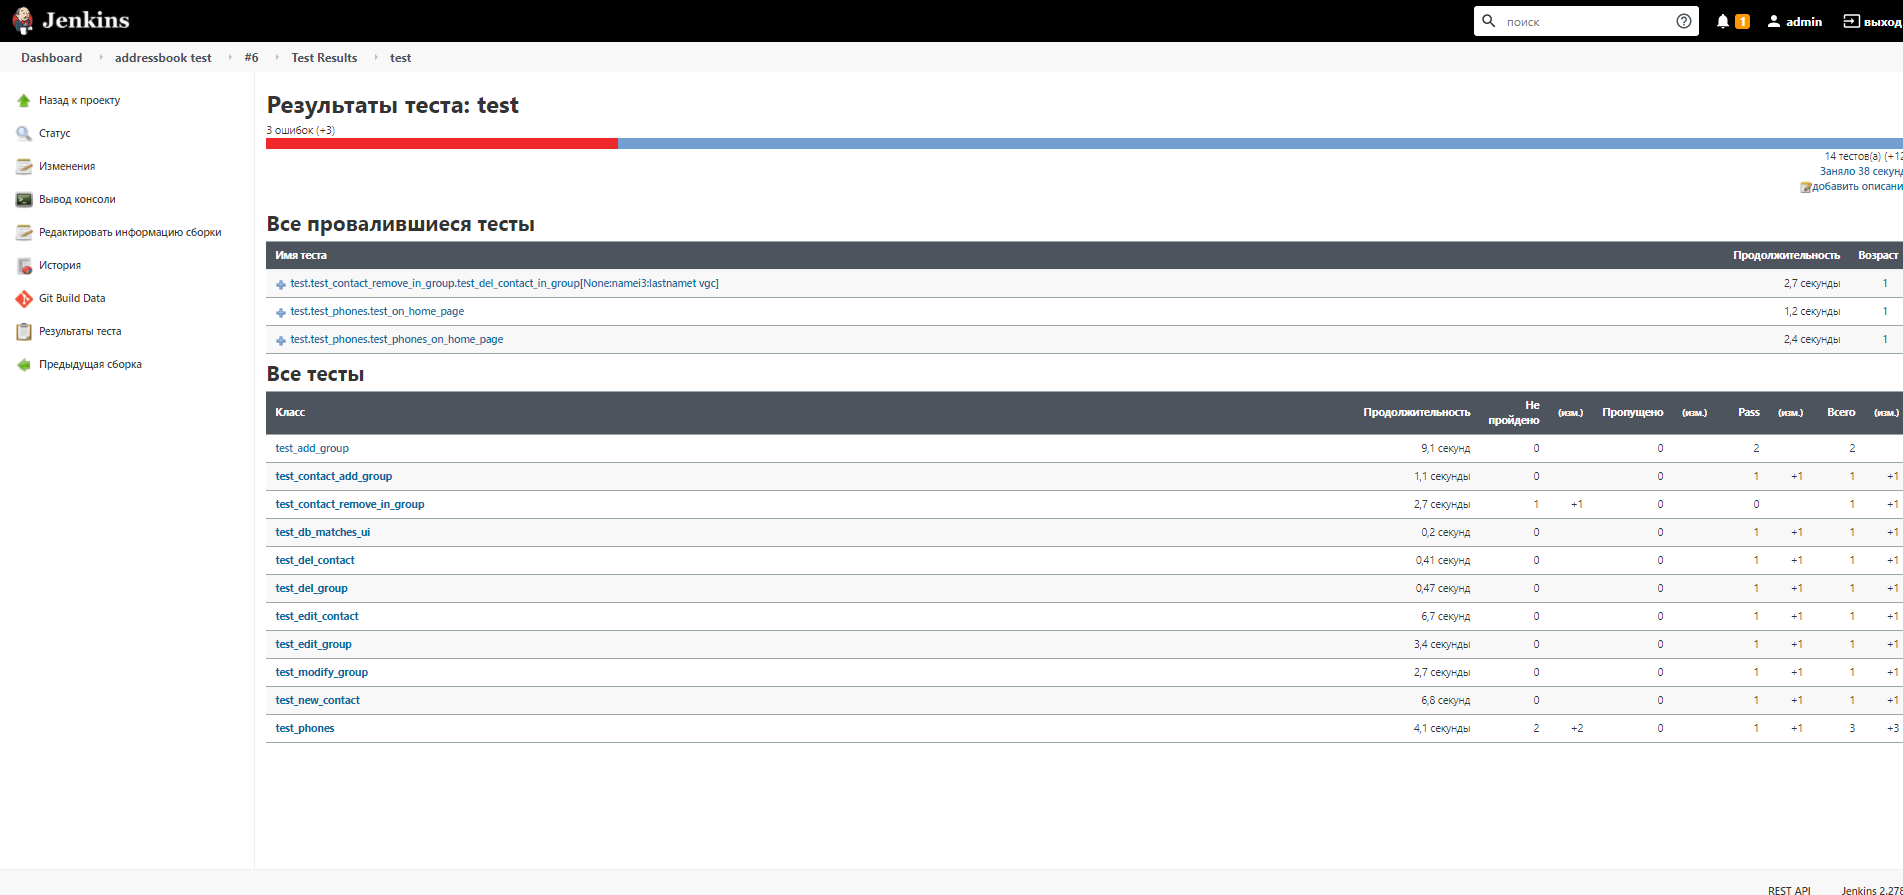 Jenkins
поиск
1
admin
выход
Dashboard addressbook test #6 Test Results test
Назад к проекту
Статус
Изменения
Вывод консоли
Редактировать информацию сборки
История
Git Build Data
Результаты теста
Предыдущая сборка
Результаты теста: test
3 ошибок (+3)
14 тестов(а) (+12
Заняло 38 секунд
добавить описани
Все провалившиеся тесты
Имя теста Продолжительность Возраст
test.test_contact_remove_in_group.test_del_contact_in_group[None:namei3:lastnamet vgc] 2,7 секунды 1
test.test_phones.test_on_home_page 1,2 секунды 1
test.test_phones.test_phones_on_home_page 2,4 секунды 1
Все тесты
Класс Продолжительность Не пройдено (изм.) Пропущено (изм.) Pass (изм.) Всего (изм.)
test_add_group 9,1 секунд 0 0 2 2
test_contact_add_group 1,1 секунды 0 0 1 +1 1 +1
test_contact_remove_in_group 2,7 секунды 1 +1 0 0 1 +1
test_db_matches_ui 0,2 секунд 0 0 1 +1 1 +1
test_del_contact 0,41 секунд 0 0 1 +1 1 +1
test_del_group 0,47 секунд 0 0 1 +1 1 +1
test_edit_contact 6,7 секунд 0 0 1 +1 1 +1
test_edit_group 3,4 секунды 0 0 1 +1 1 +1
test_modify_group 2,7 секунды 0 0 1 +1 1 +1
test_new_contact 6,8 секунд 0 0 1 +1 1 +1
test_phones 4,1 секунды 2 +2 0 1 +1 3 +3
REST API Jenkins 2.278